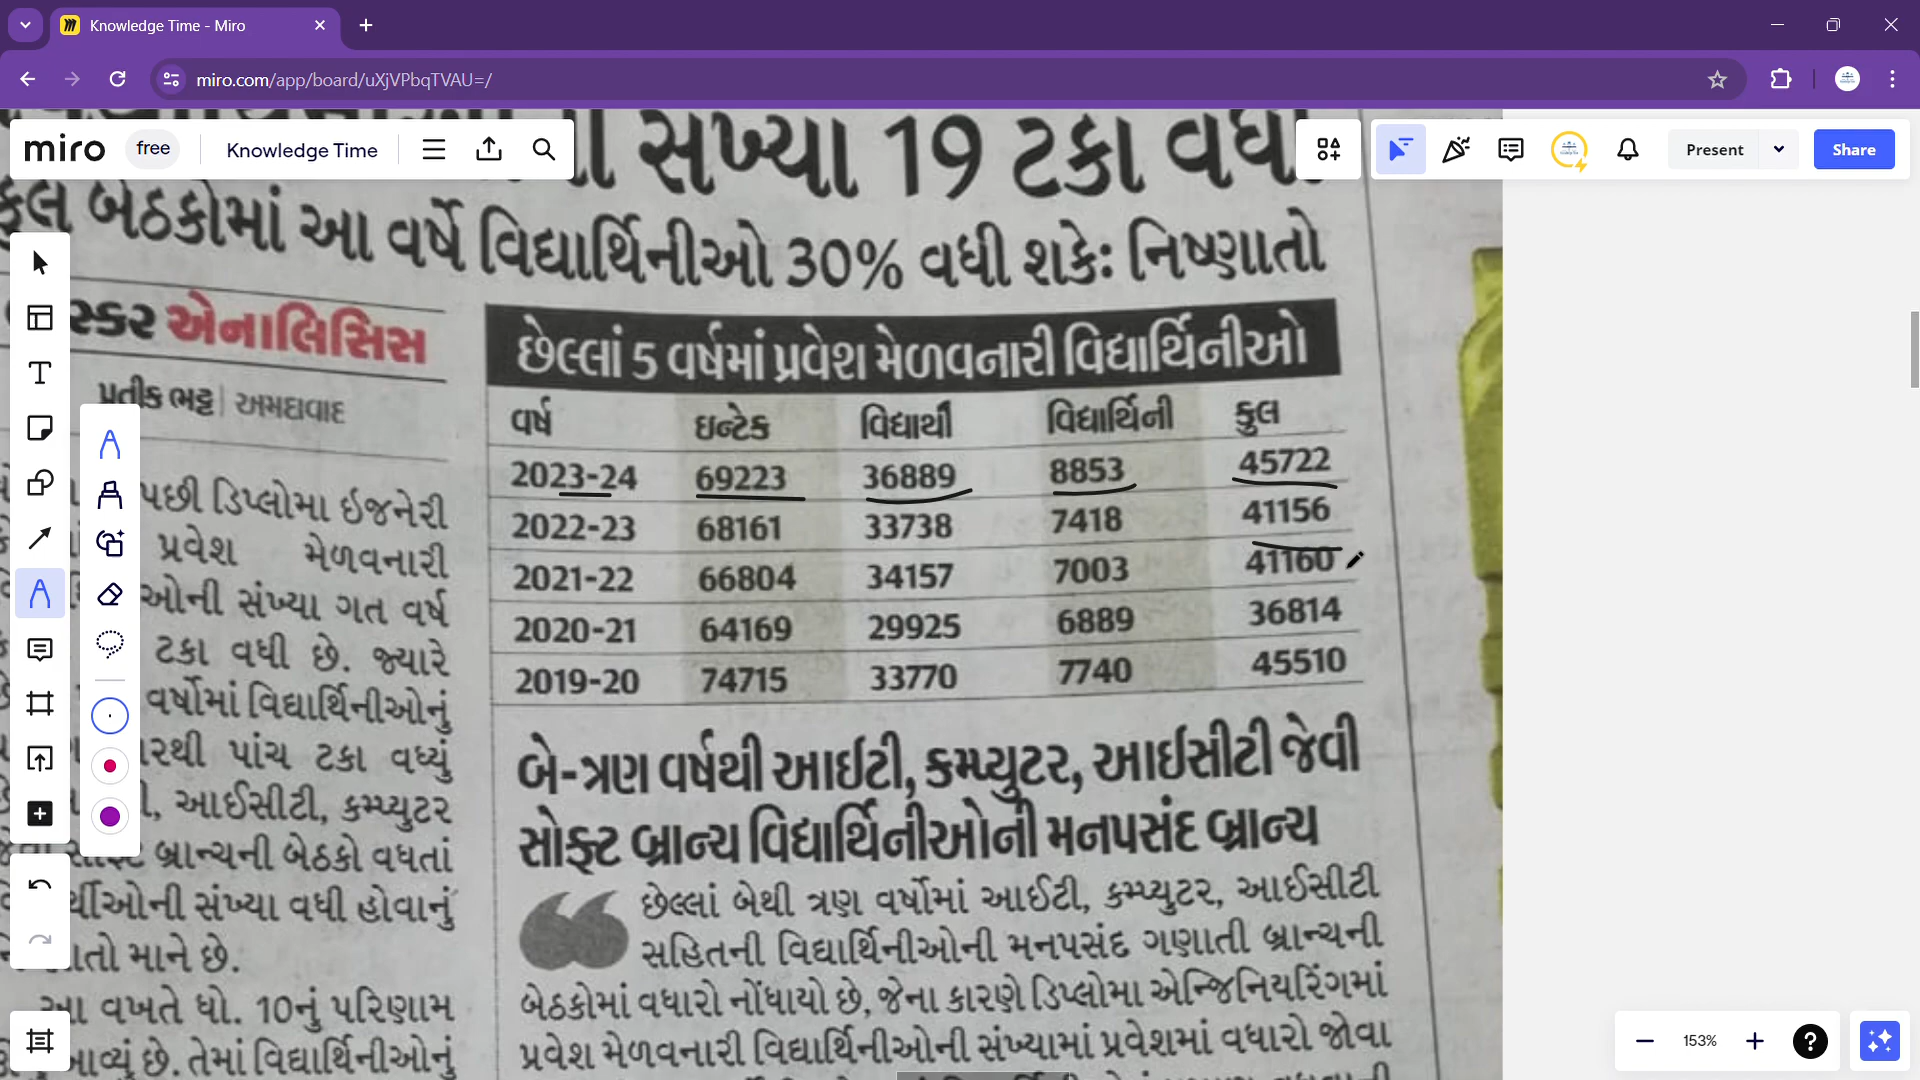 Knowledge Time - Miro
miro.com/app/board/uXjVPbqTVAU=/
miro free Knowledge Time
Present
Share
સંખ્યા 19 ટકા વધી
બેઠકોમાં આ વર્ષે વિદ્યાર્થિનીઓ 30% વધી શકેઃ નિષ્ણાતો
એનાલિસિસ
પ્રતીક ભટ્ટ | અમદાવાદ
છેલ્લાં 5 વર્ષમાં પ્રવેશ મેળવનારી વિદ્યાર્થિનીઓ
વર્ષ ઇન્ટેક વિદ્યાર્થી વિદ્યાર્થિની કુલ
2023-24 69223 36889 8853 45722
2022-23 68161 33738 7418 41156
2021-22 66804 34157 7003 41160
2020-21 64169 29925 6889 36814
2019-20 74715 33770 7740 45510
પછી ડિપ્લોમા ઇજનેરી
પ્રવેશ મેળવનારી
સંખ્યા ગત વર્ષ
ટકા વધી છે. જ્યારે
વર્ષોમાં વિદ્યાર્થિનીઓનું
પાંચ ટકા વધ્યું
આઈસીટી, કમ્પ્યુટર
બ્રાન્ચની બેઠકો વધતાં
સંખ્યા વધી હોવાનું
માને છે.
આ વખતે ધો. 10નું પરિણામ
છે. તેમાં વિદ્યાર્થિનીઓનું
બે-ત્રણ વર્ષથી આઈટી, કમ્પ્યુટર, આઈસીટી જેવી
સોફ્ટ બ્રાન્ચ વિદ્યાર્થિનીઓની મનપસંદ બ્રાન્ચ
છેલ્લાં બેથી ત્રણ વર્ષોમાં આઈટી, કમ્પ્યુટર, આઈસીટી
સહિતની વિદ્યાર્થિનીઓની મનપસંદ ગણાતી બ્રાન્ચની
બેઠકોમાં વધારો નોંધાયો છે, જેના કારણે ડિપ્લોમા એન્જિનિયરિંગમાં
પ્રવેશ મેળવનારી વિદ્યાર્થિનીઓની સંખ્યામાં પ્રવેશમાં વધારો જોવા
153%